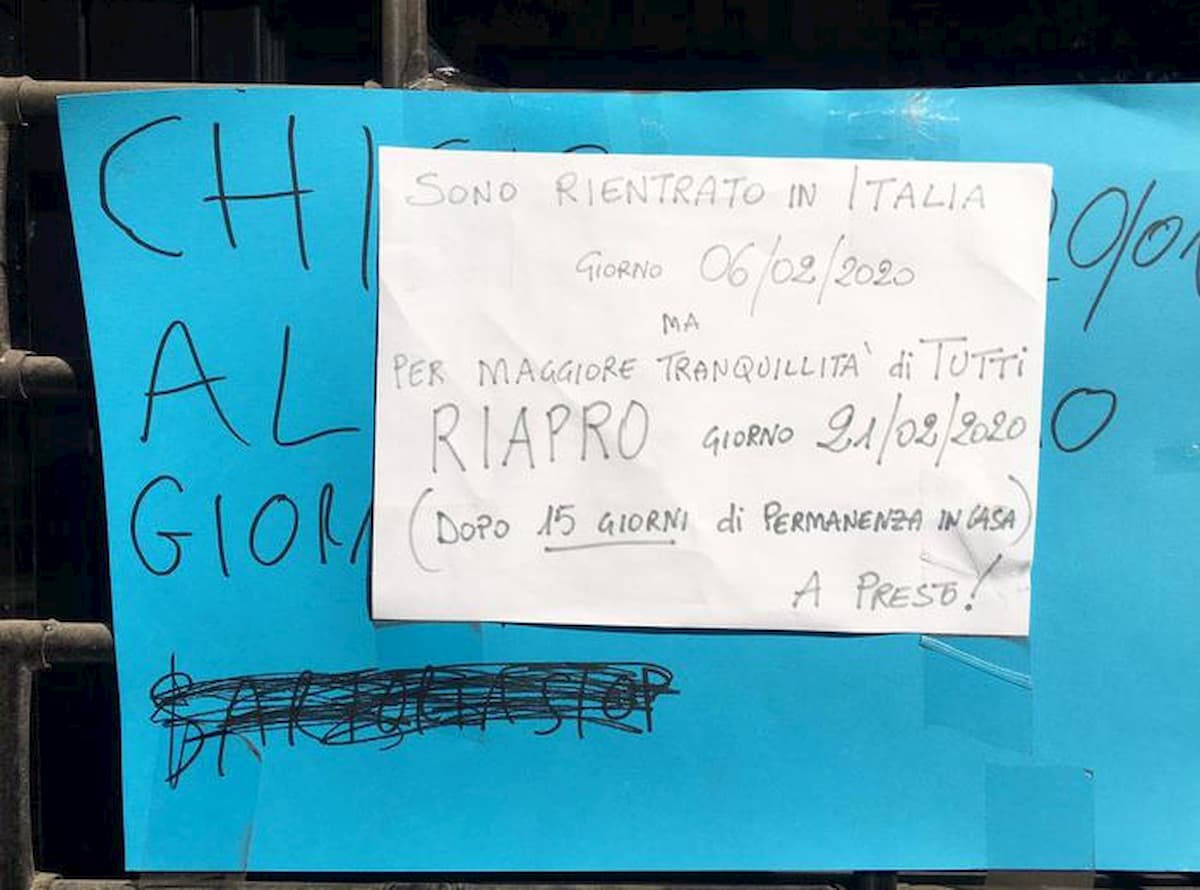 SONO RIENTRATO IN ITALIA
GIORNO 06/02/2020
MA
PER MAGGIORE TRANQUILLITA' di TUTTI
RIAPRO GIORNO 21/02/2020
(DOPO 15 GIORNI di PERMANENZA IN CASA)
A PRESTO!
AL